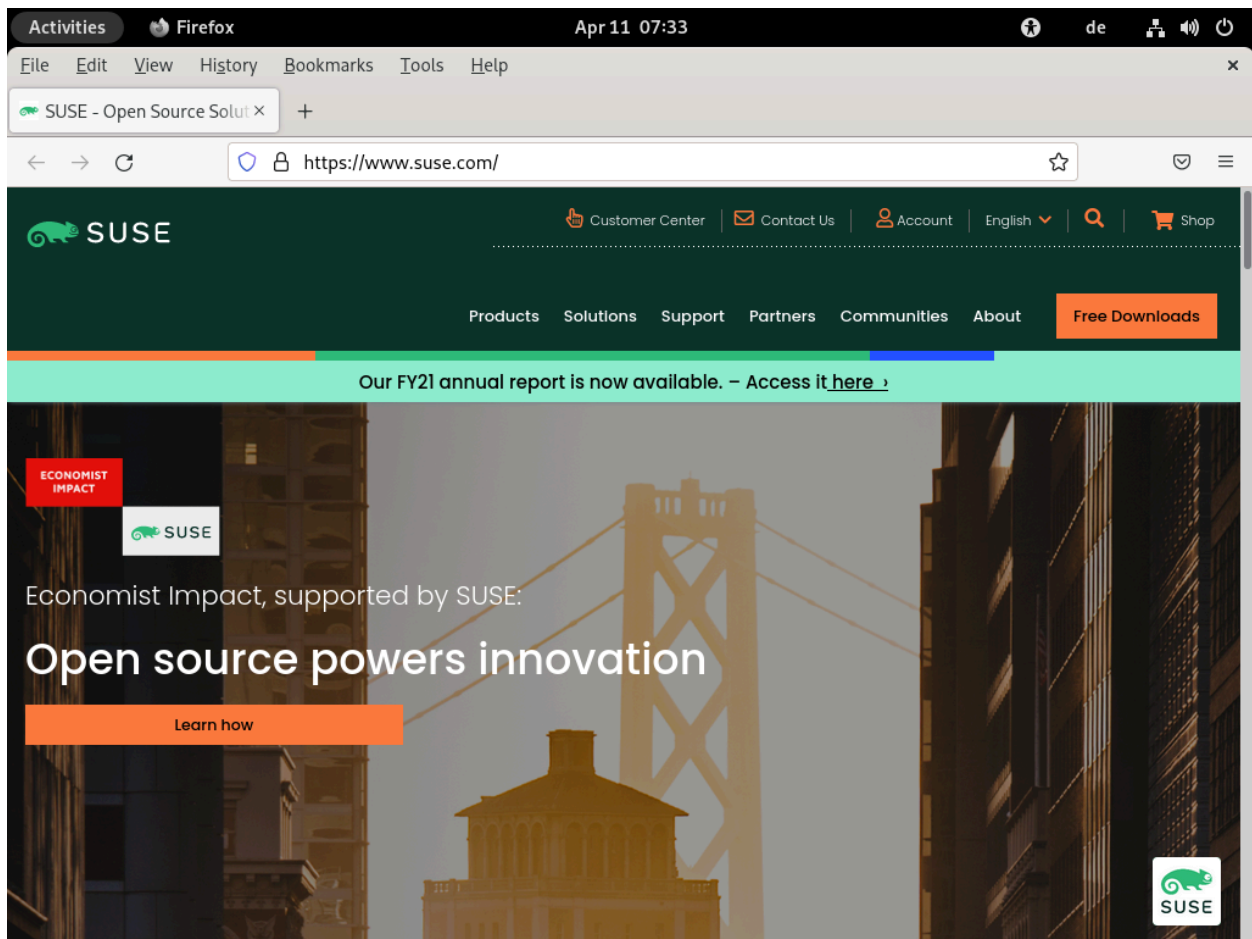 Activities Firefox Apr 11 07:33 de
File Edit View History Bookmarks Tools Help
SUSE - Open Source Solut
https://www.suse.com/
SUSE Customer Center Contact Us Account English Shop
Products Solutions Support Partners Communities About Free Downloads
Our FY21 annual report is now available. – Access it here ›
ECONOMIST
IMPACT
SUSE
Economist Impact, supported by SUSE:
Open source powers innovation
Learn how
SUSE